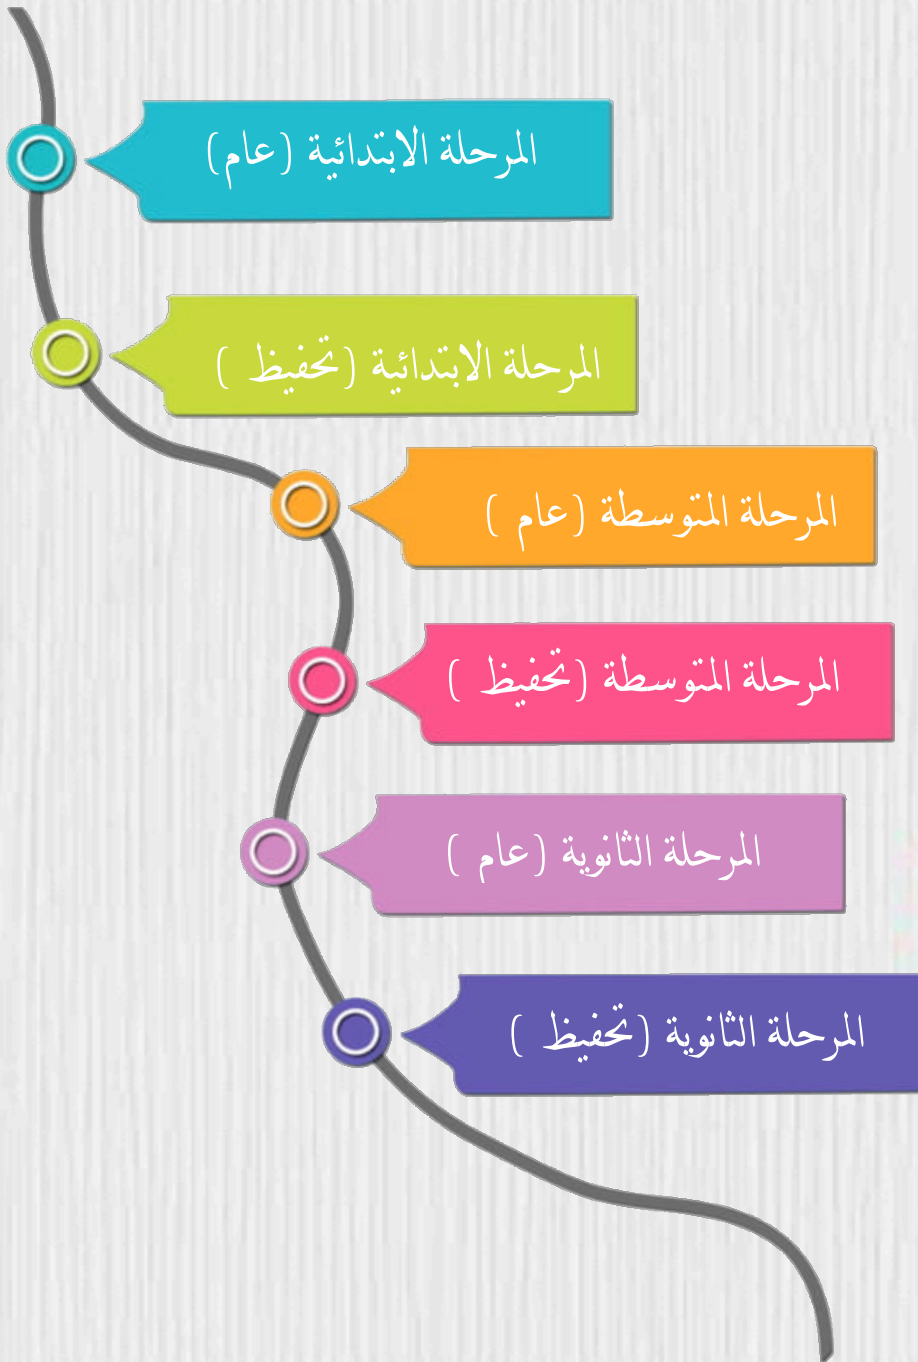 المرحلة الابتدائية (عام)
المرحلة الابتدائية (تحفيظ )
المرحلة المتوسطة (عام )
المرحلة المتوسطة (تحفيظ )
المرحلة الثانوية (عام )
المرحلة الثانوية (تحفيظ )